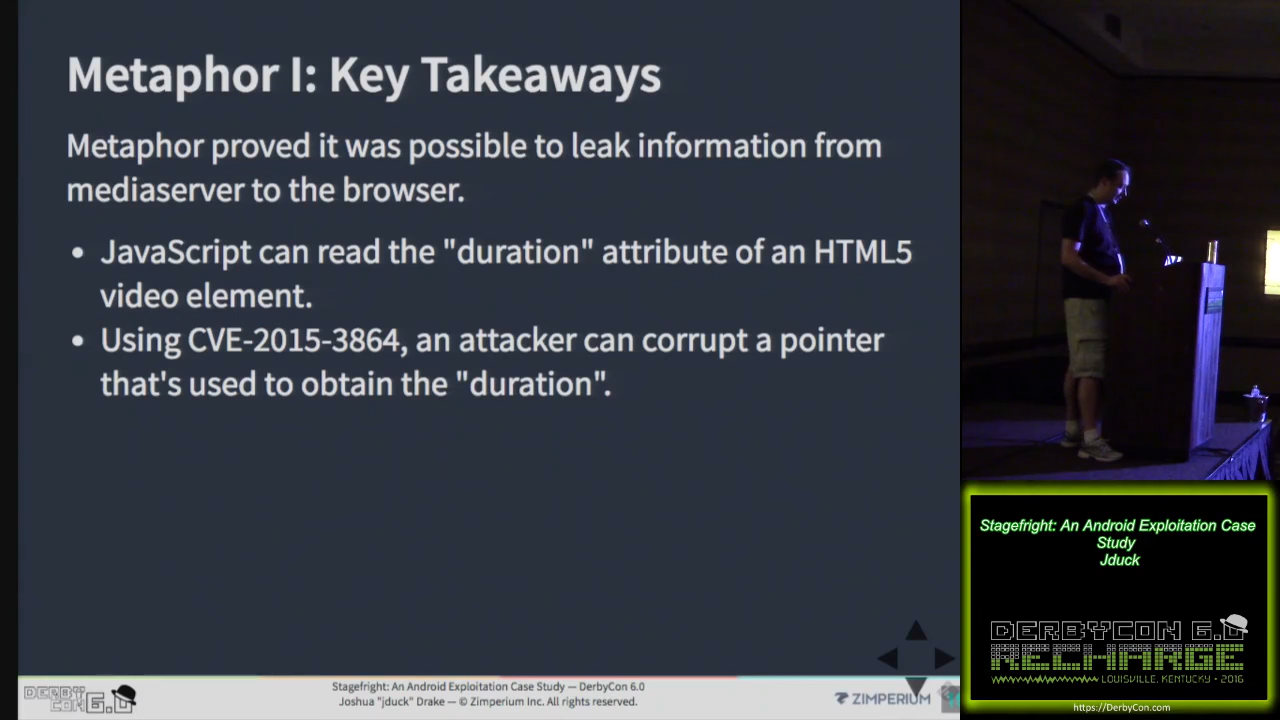 Metaphor I: Key Takeaways
Metaphor proved it was possible to leak information from
mediaserver to the browser.
• JavaScript can read the "duration" attribute of an HTML5
video element.
• Using CVE-2015-3864, an attacker can corrupt a pointer
that's used to obtain the "duration".
DERBY
CON 6.0
Stagefright: An Android Exploitation Case Study — DerbyCon 6.0
Joshua "jduck" Drake — © Zimperium Inc. All rights reserved.
ZIMPERIUM
Stagefright: An Android Exploitation Case
Study
Jduck
DERBYCON 6.0
RECHARGE
LOUISVILLE, KENTUCKY • 2016
https://DerbyCon.com